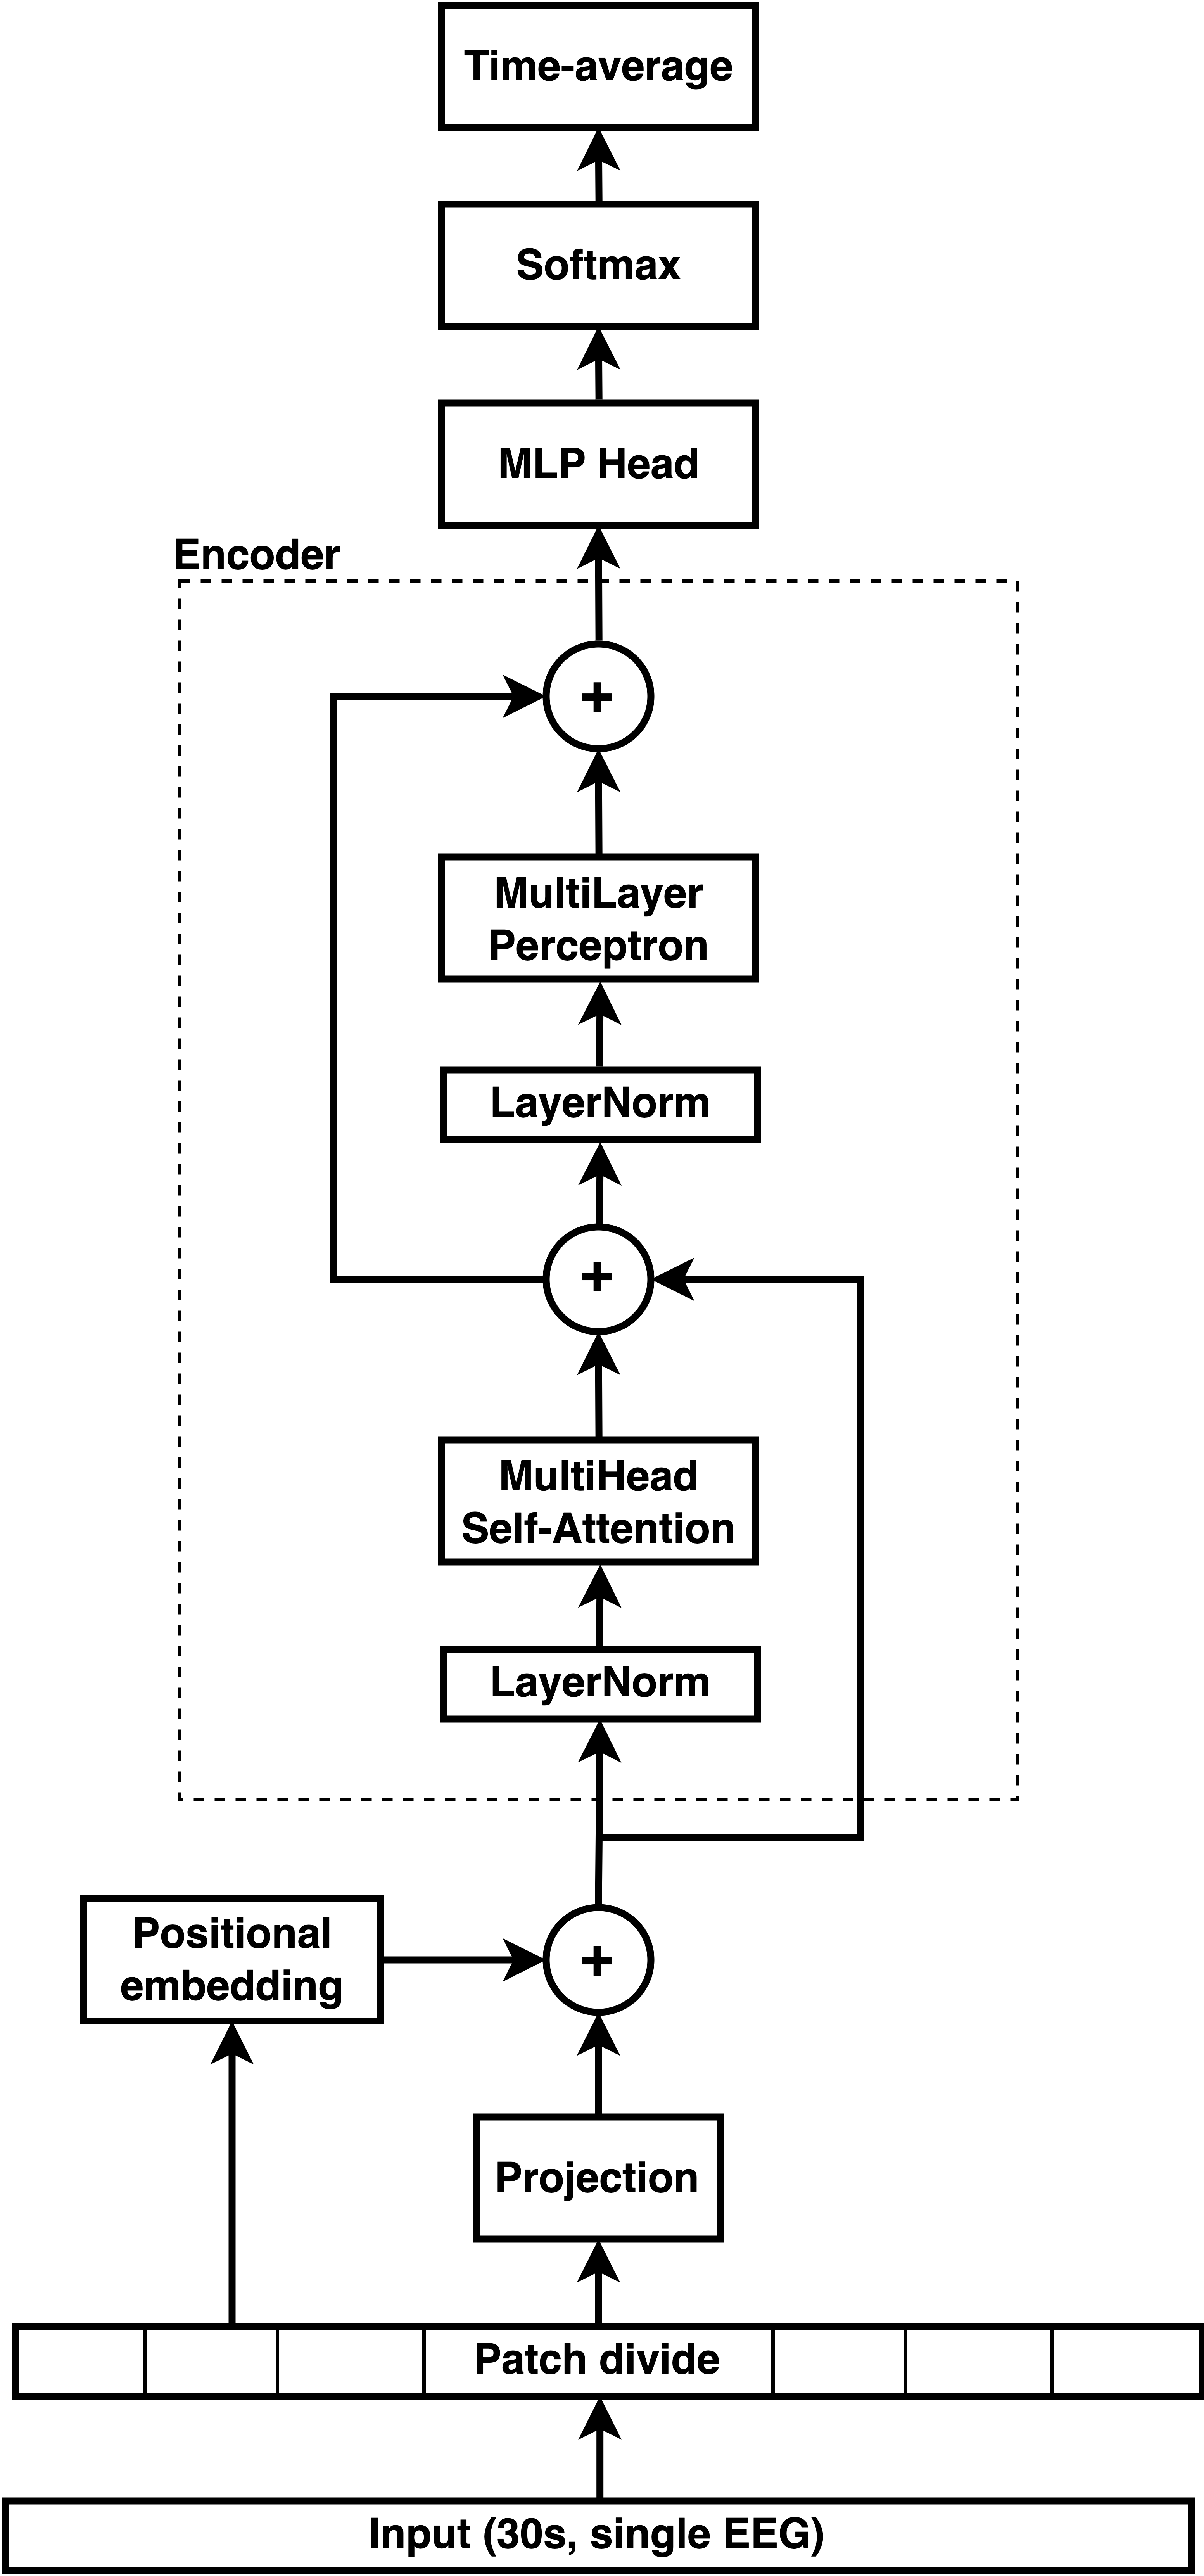 Time-average
Softmax
MLP Head
Encoder
+
MultiLayer
Perceptron
LayerNorm
+
MultiHead
Self-Attention
LayerNorm
Positional
embedding
+
Projection
Patch divide
Input (30s, single EEG)